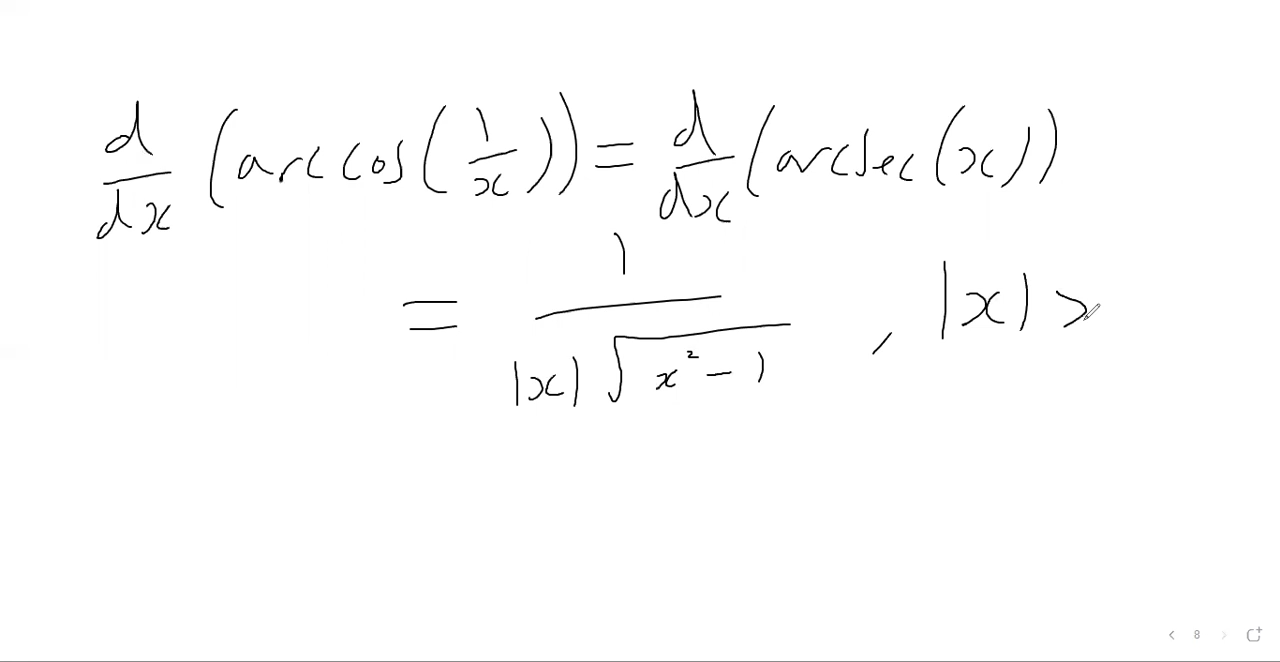 d/dx (arccos(1/x)) = d/dx (arcsec(x))
= 1/(|x|√(x² - 1)) , |x| >
8